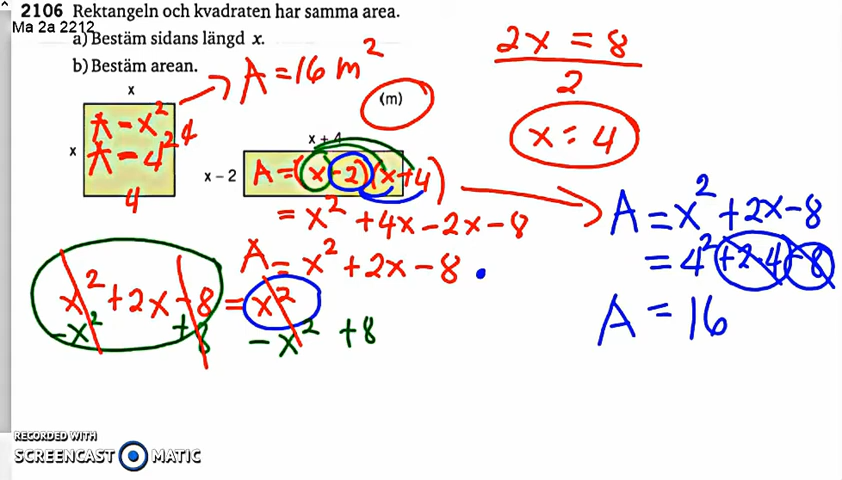 2106 Rektangeln och kvadraten har samma area.
Ma 2a 2212
a) Bestäm sidans längd x.
b) Bestäm arean.
A = 16 m²
(m)
2x = 8
2
x = 4
x
x
A = x²
A = 4²
4
4
x + 4
x − 2
A = (x − 2)(x + 4)
= x² + 4x − 2x − 8
A = x² + 2x − 8
x² + 2x − 8 = x²
− x² + 8 − x² + 8
A = x² + 2x − 8
= 4² + 2·4 − 8
A = 16
RECORDED WITH
SCREENCAST MATIC